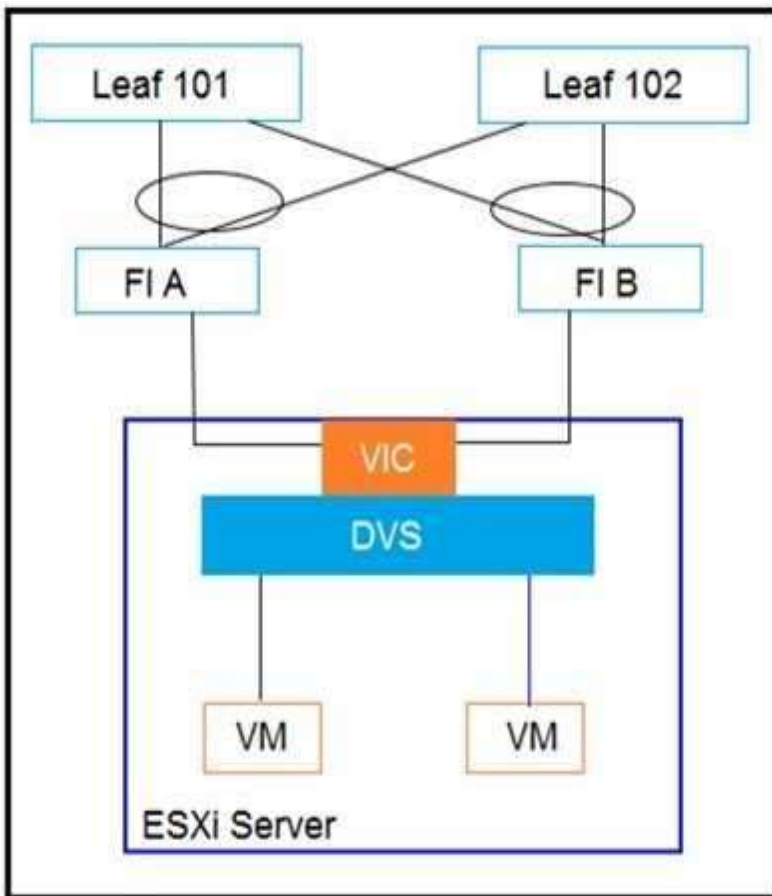 Leaf 101
Leaf 102
FI A
FI B
VIC
DVS
VM
VM
ESXi Server